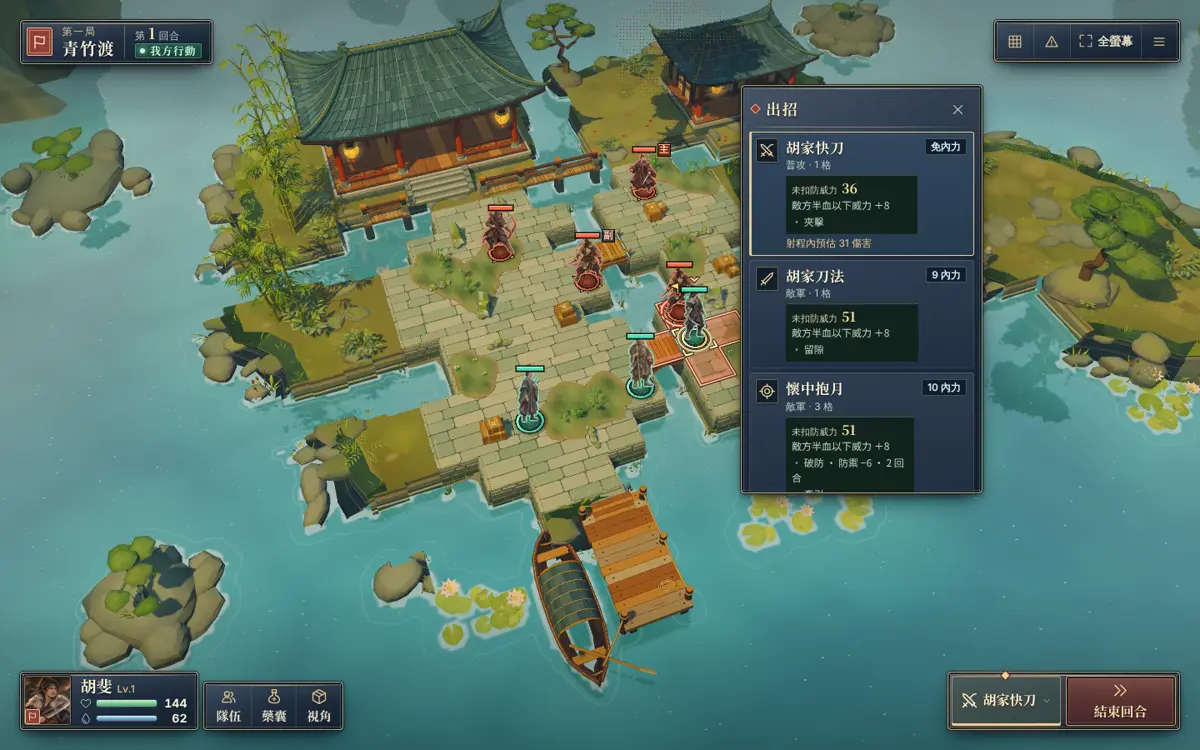 第一局
青竹渡
第 1 回合
我方行動
全螢幕
主
副
出招
胡家快刀
免內力
普攻 · 1 格
未扣防威力 36
敵方半血以下威力 +8
· 夾擊
射程內預估 31 傷害
胡家刀法
9 內力
敵軍 · 1 格
未扣防威力 51
敵方半血以下威力 +8
· 留隙
懷中抱月
10 內力
敵軍 · 3 格
未扣防威力 51
敵方半血以下威力 +8
· 破防 · 防禦 -6 · 2 回
合
胡斐 Lv.1
144
62
隊伍
藥囊
視角
胡家快刀
結束回合